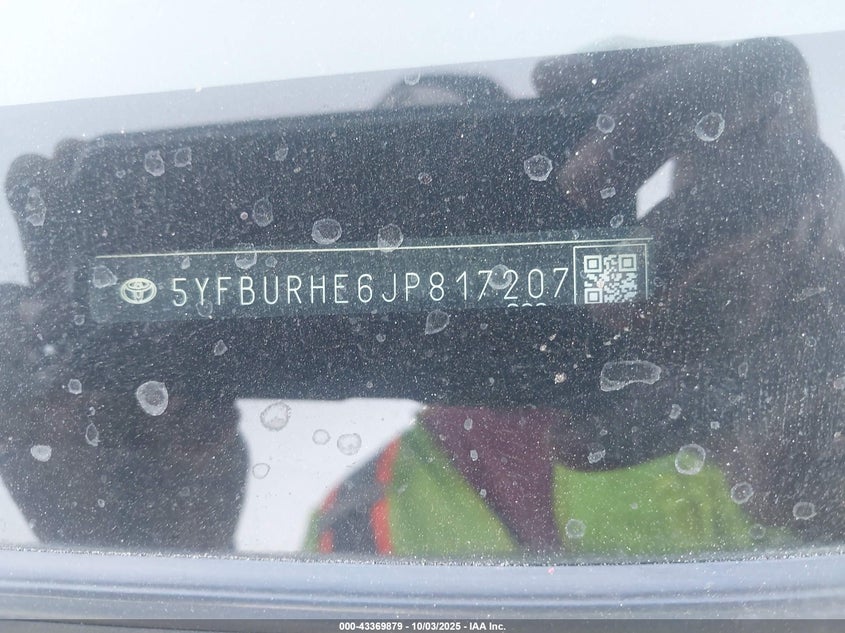 5YFBURHE6JP817207
000-43369879 - 10/03/2025 - IAA Inc.